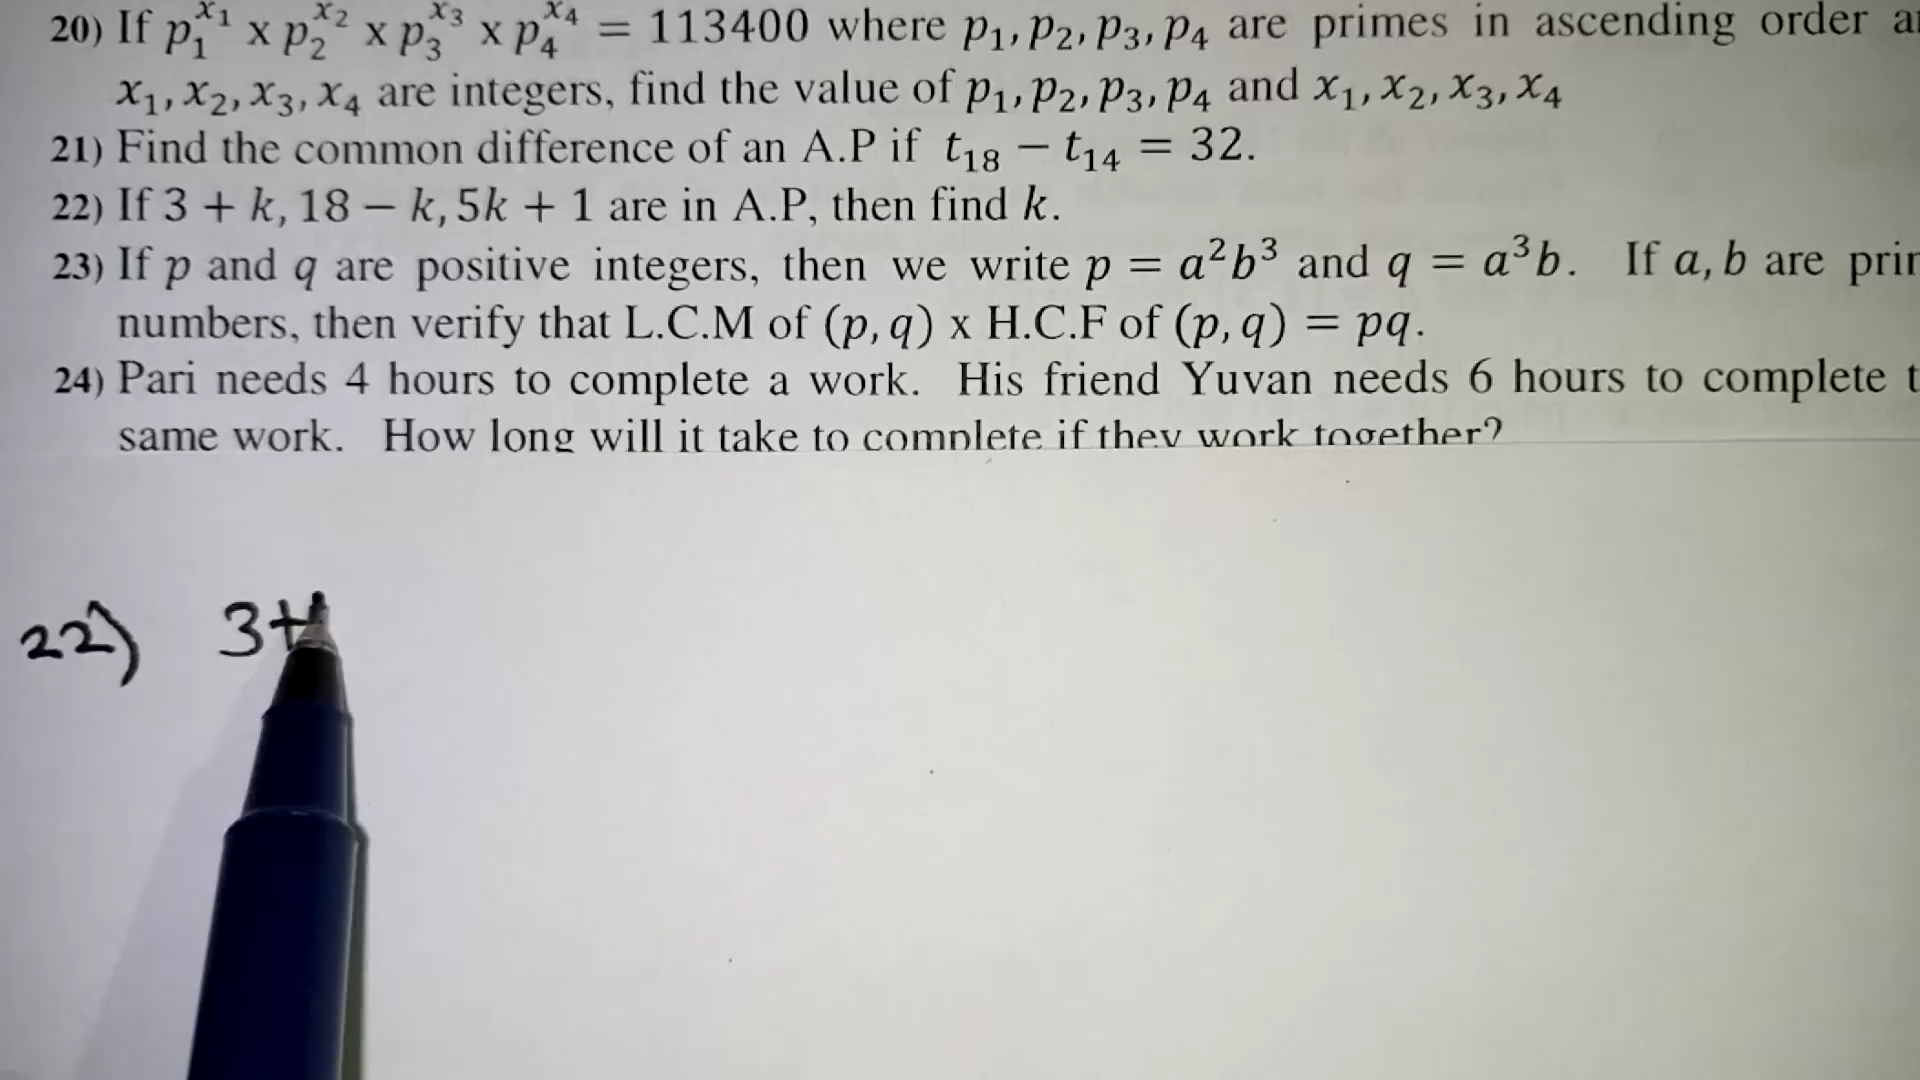 20) If p₁^x₁ x p₂^x₂ x p₃^x₃ x p₄^x₄ = 113400 where p₁, p₂, p₃, p₄ are primes in ascending order
x₁, x₂, x₃, x₄ are integers, find the value of p₁, p₂, p₃, p₄ and x₁, x₂, x₃, x₄
21) Find the common difference of an A.P if t₁₈ − t₁₄ = 32.
22) If 3 + k, 18 − k, 5k + 1 are in A.P, then find k.
23) If p and q are positive integers, then we write p = a²b³ and q = a³b. If a, b are
numbers, then verify that L.C.M of (p, q) x H.C.F of (p, q) = pq.
24) Pari needs 4 hours to complete a work. His friend Yuvan needs 6 hours to complete
same work. How long will it take to complete if they work together?
22) 3+